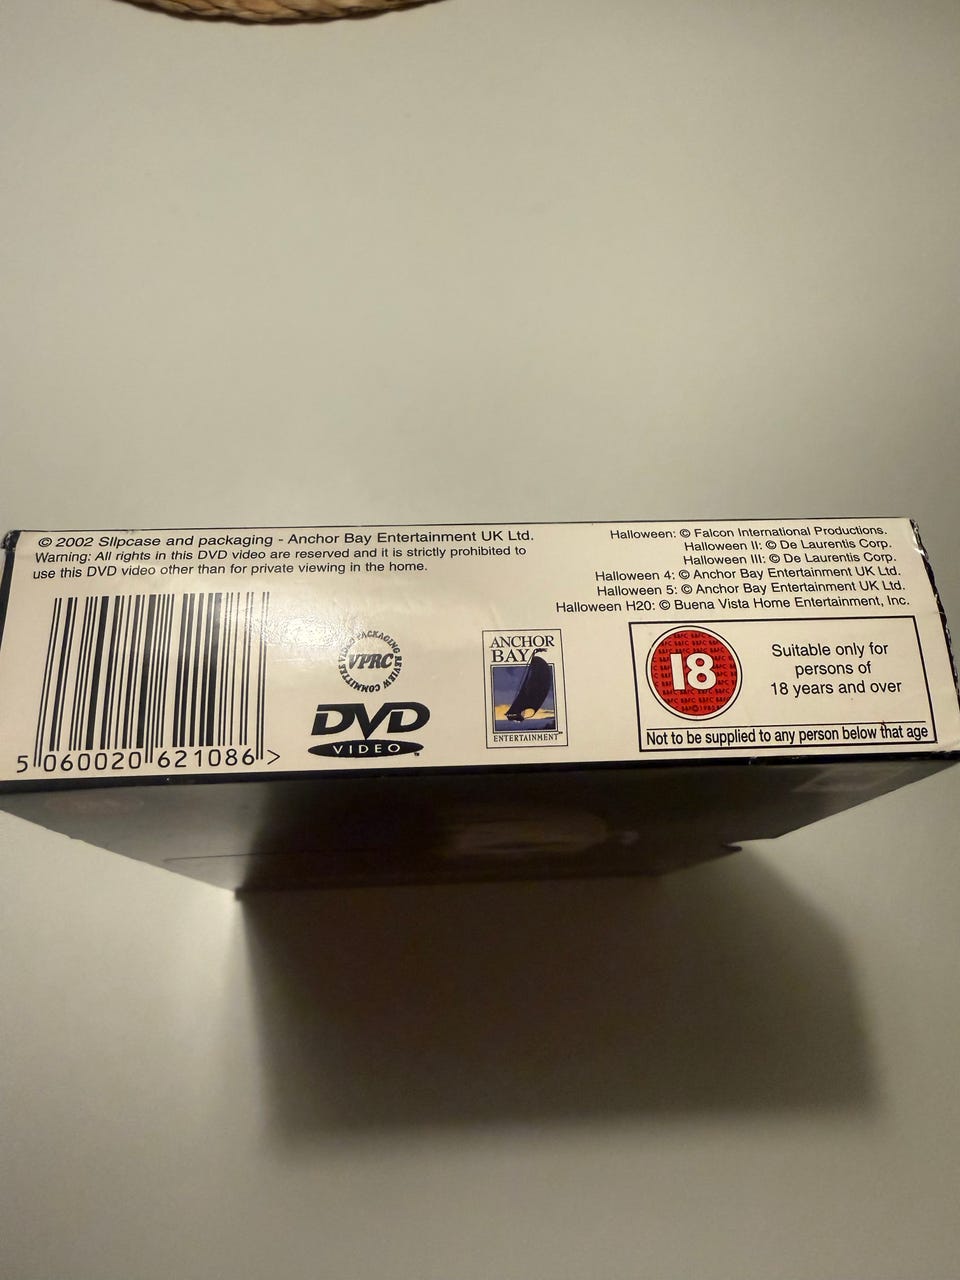 © 2002 Slipcase and packaging - Anchor Bay Entertainment UK Ltd.
Warning: All rights in this DVD video are reserved and it is strictly prohibited to
use this DVD video other than for private viewing in the home.
Halloween: © Falcon International Productions.
Halloween II: © De Laurentis Corp.
Halloween III: © De Laurentis Corp.
Halloween 4: © Anchor Bay Entertainment UK Ltd.
Halloween 5: © Anchor Bay Entertainment UK Ltd.
Halloween H20: © Buena Vista Home Entertainment, Inc.
5 060020 621086 >
VIDEO PACKAGING REVIEW COMMITTEE
VPRC
DVD
VIDEO™
ANCHOR
BAY
ENTERTAINMENT™
18
Suitable only for
persons of
18 years and over
Not to be supplied to any person below that age